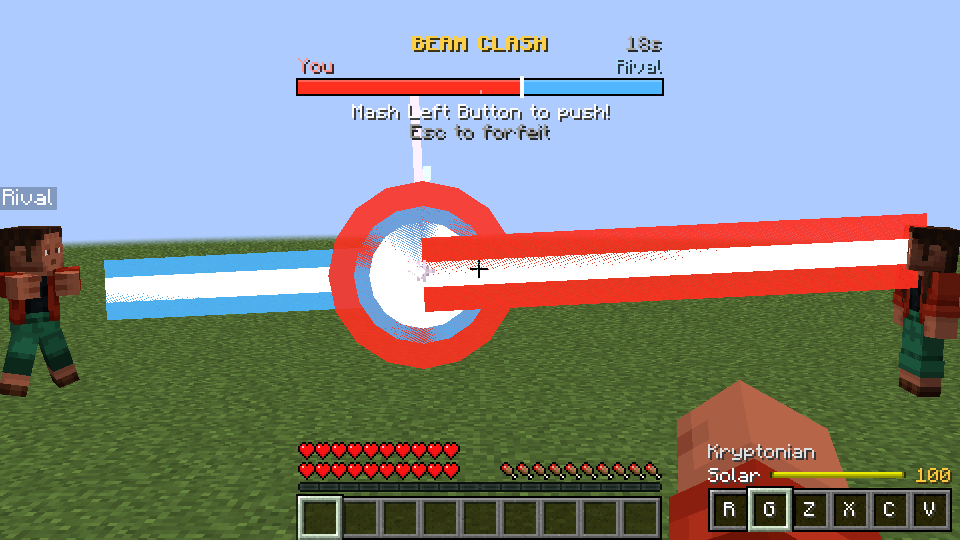 BEAM CLASH 18s
You Rival
Mash Left Button to push!
Esc to forfeit
Rival
Kryptonian
Solar 100
R G Z X C V